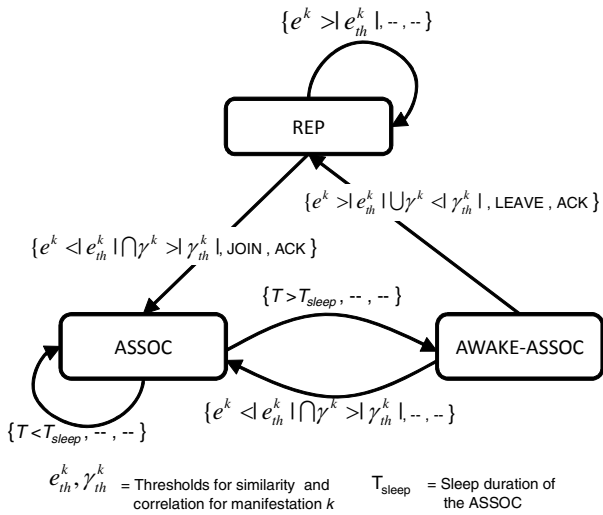 {e^k >| e_th^k |, -- , -- }
REP
{e^k >| e_th^k |⋃γ^k <| γ_th^k | , LEAVE , ACK }
{e^k <| e_th^k |⋂γ^k >| γ_th^k |, JOIN , ACK }
{T>T_sleep , -- , -- }
ASSOC
AWAKE-ASSOC
{e^k <| e_th^k |⋂γ^k >| γ_th^k |, -- , -- }
{T<T_sleep , -- , -- }
e_th^k , γ_th^k = Thresholds for similarity and correlation for manifestation k
T_sleep = Sleep duration of the ASSOC